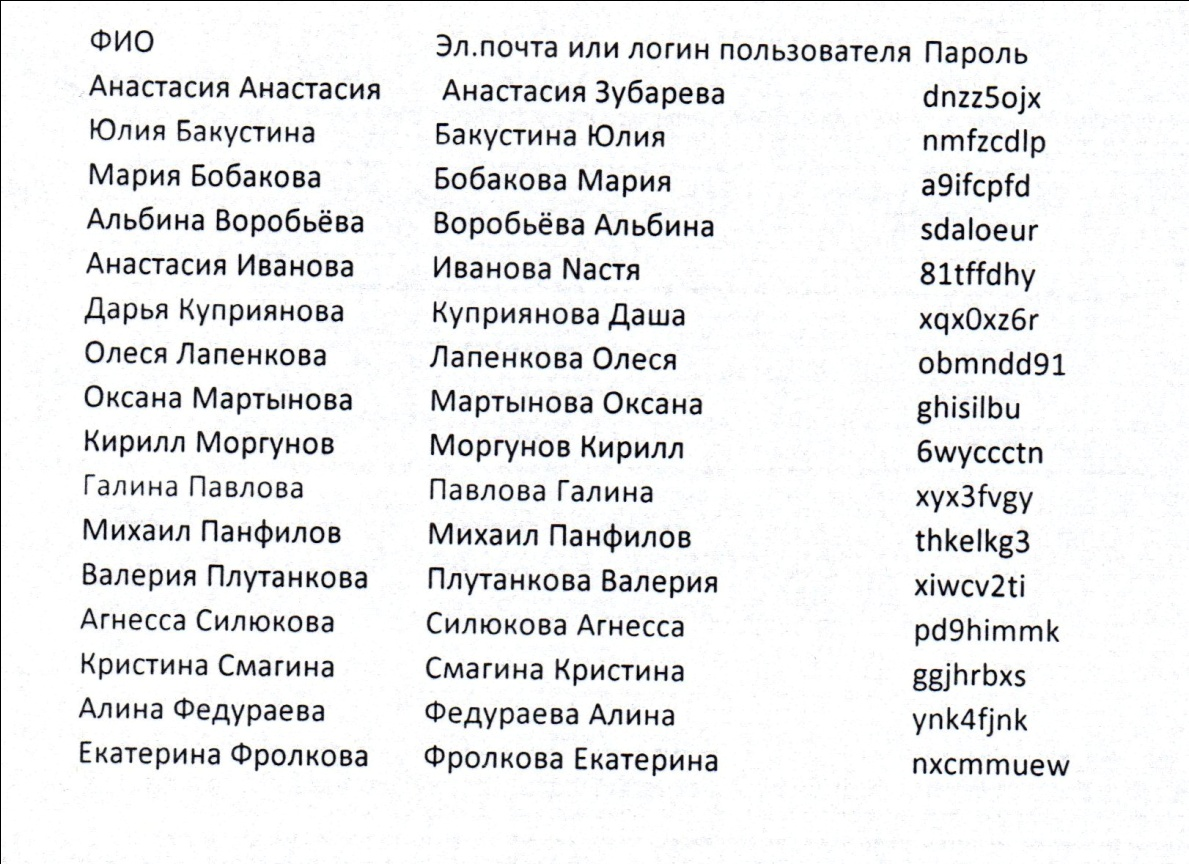 ФИО Эл.почта или логин пользователя Пароль
Анастасия Анастасия Анастасия Зубарева dnzz5ojx
Юлия Бакустина Бакустина Юлия nmfzcdlp
Мария Бобакова Бобакова Мария a9ifcpfd
Альбина Воробьёва Воробьёва Альбина sdaloeur
Анастасия Иванова Иванова Nастя 81tffdhy
Дарья Куприянова Куприянова Даша xqx0xz6r
Олеся Лапенкова Лапенкова Олеся obmndd91
Оксана Мартынова Мартынова Оксана ghisilbu
Кирилл Моргунов Моргунов Кирилл 6wyccctn
Галина Павлова Павлова Галина xyx3fvgy
Михаил Панфилов Михаил Панфилов thkelkg3
Валерия Плутанкова Плутанкова Валерия xiwcv2ti
Агнесса Силюкова Силюкова Агнесса pd9himmk
Кристина Смагина Смагина Кристина ggjhrbxs
Алина Федураева Федураева Алина ynk4fjnk
Екатерина Фролкова Фролкова Екатерина nxcmmuew